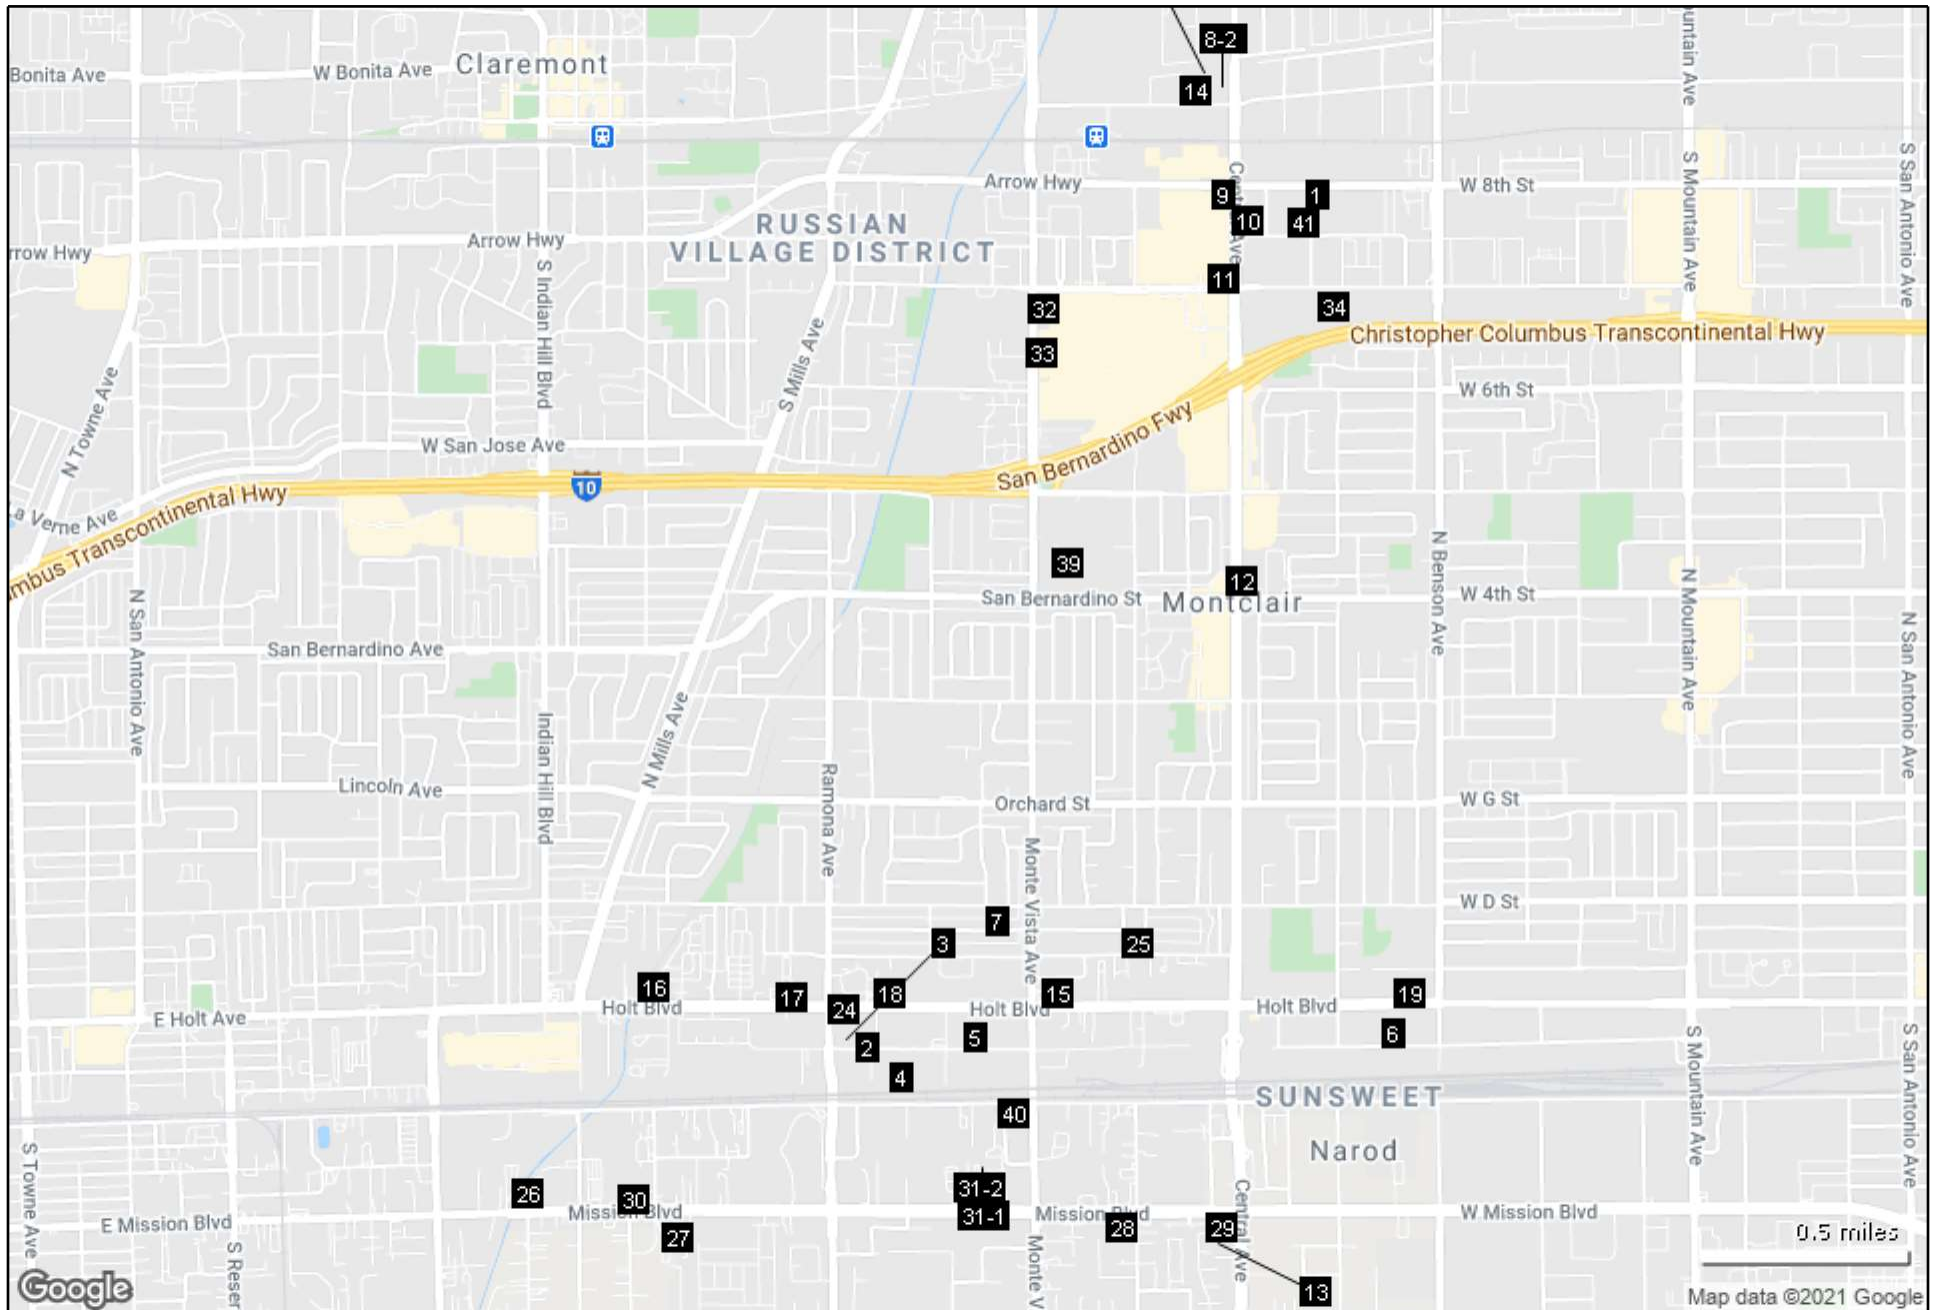 8-2
untain Ave
Bonita Ave
W Bonita Ave
Claremont
14
Arrow Hwy
9
1
W 8th St
S Mountain Ave
S San Antonio Ave
10
41
RUSSIAN
VILLAGE DISTRICT
Arrow Hwy
rrow Hwy
11
S Indian Hill Blvd
32
34
Christopher Columbus Transcontinental Hwy
33
S Mills Ave
N Towne Ave
W 6th St
W San Jose Ave
San Bernardino Fwy
10
a Verne Ave
mbus Transcontinental Hwy
39
12
N Benson Ave
San Bernardino St
Montclair
W 4th St
N Mountain Ave
N San Antonio Ave
N San Antonio Ave
San Bernardino Ave
Indian Hill Blvd
N Mills Ave
Ramona Ave
Lincoln Ave
Orchard St
W G St
Monte Vista Ave
W D St
7
3
25
16
17
18
15
19
24
Holt Blvd
Holt Blvd
Holt Blvd
E Holt Ave
2
5
6
S Mountain Ave
S San Antonio Ave
4
SUNSWEET
40
Narod
S Towne Ave
26
30
31-2
31-1
Mission Blvd
Mission Blvd
28
29
Central Ave
W Mission Blvd
E Mission Blvd
27
S Reser
Monte V
0.5 miles
13
Google
Map data ©2021 Google